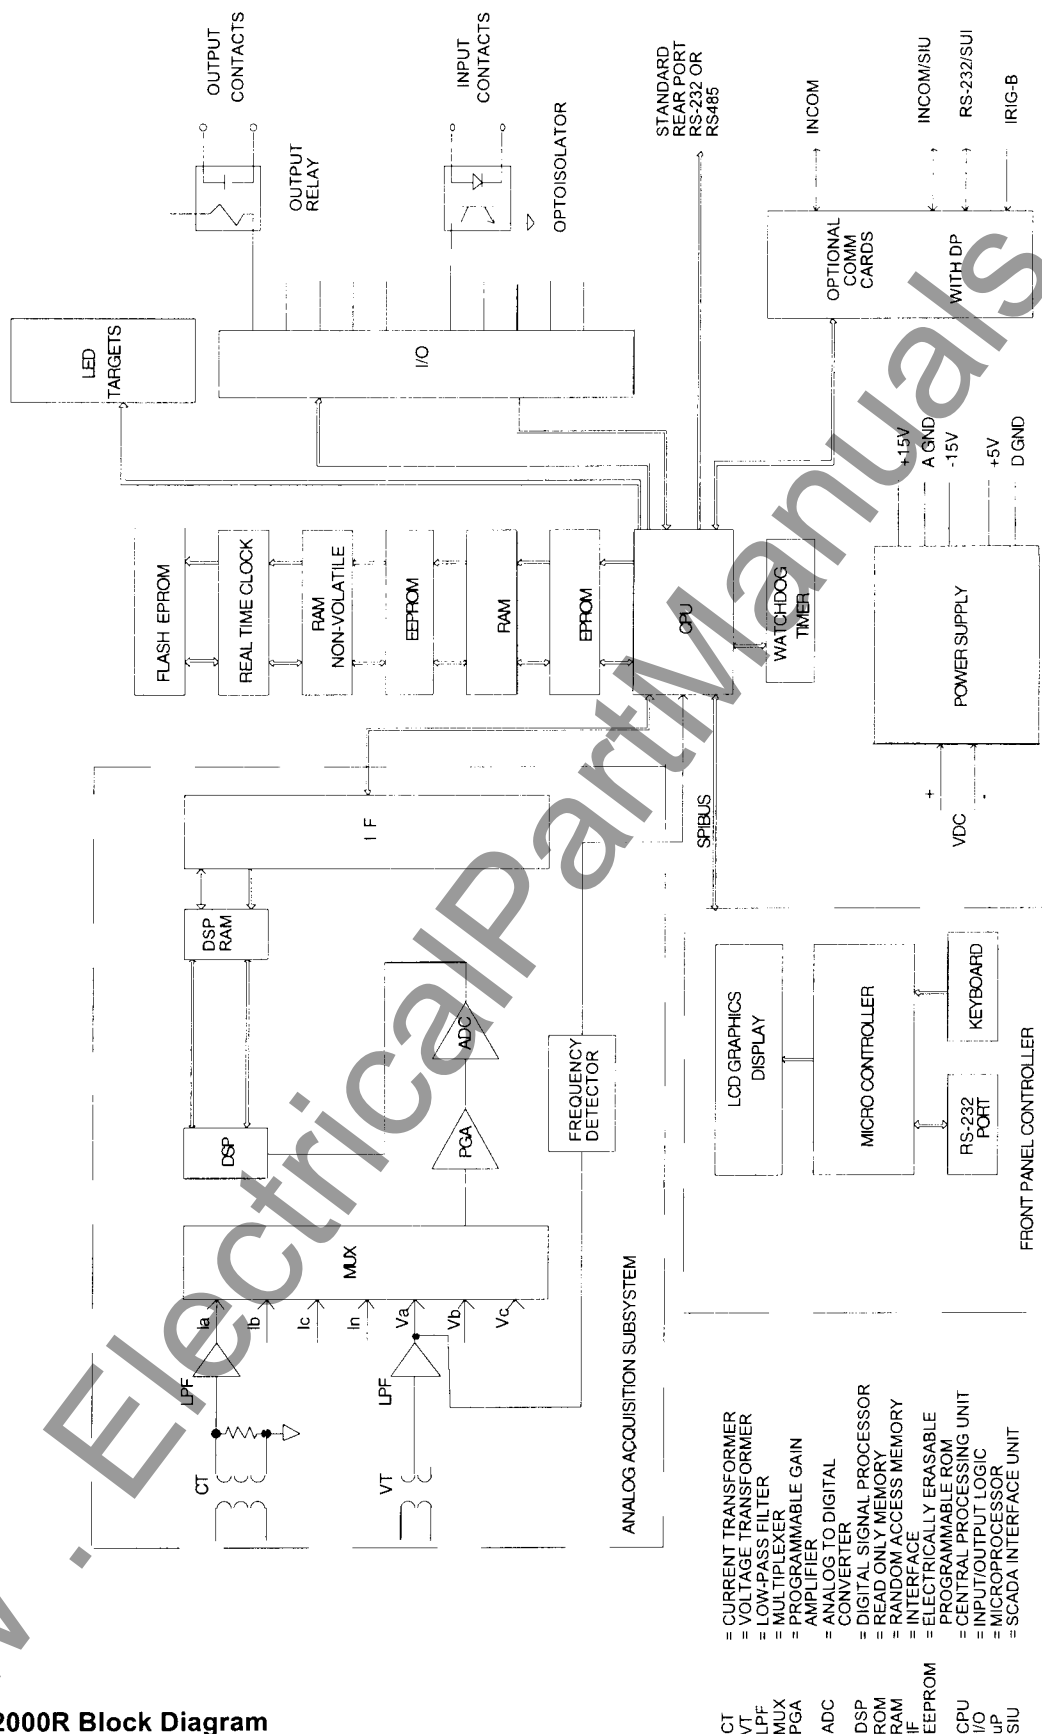 OUTPUT
CONTACTS
INPUT
CONTACTS
OUTPUT
RELAY
OPTOISOLATOR
STANDARD
REAR PORT
RS-232 OR
RS485
INCOM
INCOM/SIU
RS-232/SUI
IRIG-B
OPTIONAL
COMM
CARDS
WITH DP
LED
TARGETS
I/O
+15V
A GND
-15V
+5V
D GND
FLASH EPROM
REAL TIME CLOCK
RAM
NON-VOLATILE
EEPROM
RAM
EPROM
CPU
WATCHDOG
TIMER
POWER SUPPLY
+
VDC
-
SPIBUS
I F
DSP
RAM
DSP
ADC
PGA
FREQUENCY
DETECTOR
MUX
Ia
Ib
Ic
In
Va
Vb
Vc
LPF
LPF
CT
VT
ANALOG ACQUISITION SUBSYSTEM
LCD GRAPHICS
DISPLAY
MICRO CONTROLLER
KEYBOARD
RS-232
PORT
FRONT PANEL CONTROLLER
CT = CURRENT TRANSFORMER
VT = VOLTAGE TRANSFORMER
LPF = LOW-PASS FILTER
MUX = MULTIPLEXER
PGA = PROGRAMMABLE GAIN
AMPLIFIER
ADC = ANALOG TO DIGITAL
CONVERTER
DSP = DIGITAL SIGNAL PROCESSOR
ROM = READ ONLY MEMORY
RAM = RANDOM ACCESS MEMORY
IIF = INTERFACE
EEPROM = ELECTRICALLY ERASABLE
PROGRAMMABLE ROM
CPU = CENTRAL PROCESSING UNIT
I/O = INPUT/OUTPUT LOGIC
uP = MICROPROCESSOR
SIU = SCADA INTERFACE UNIT
2000R Block Diagram
. ElectricalPartManuals